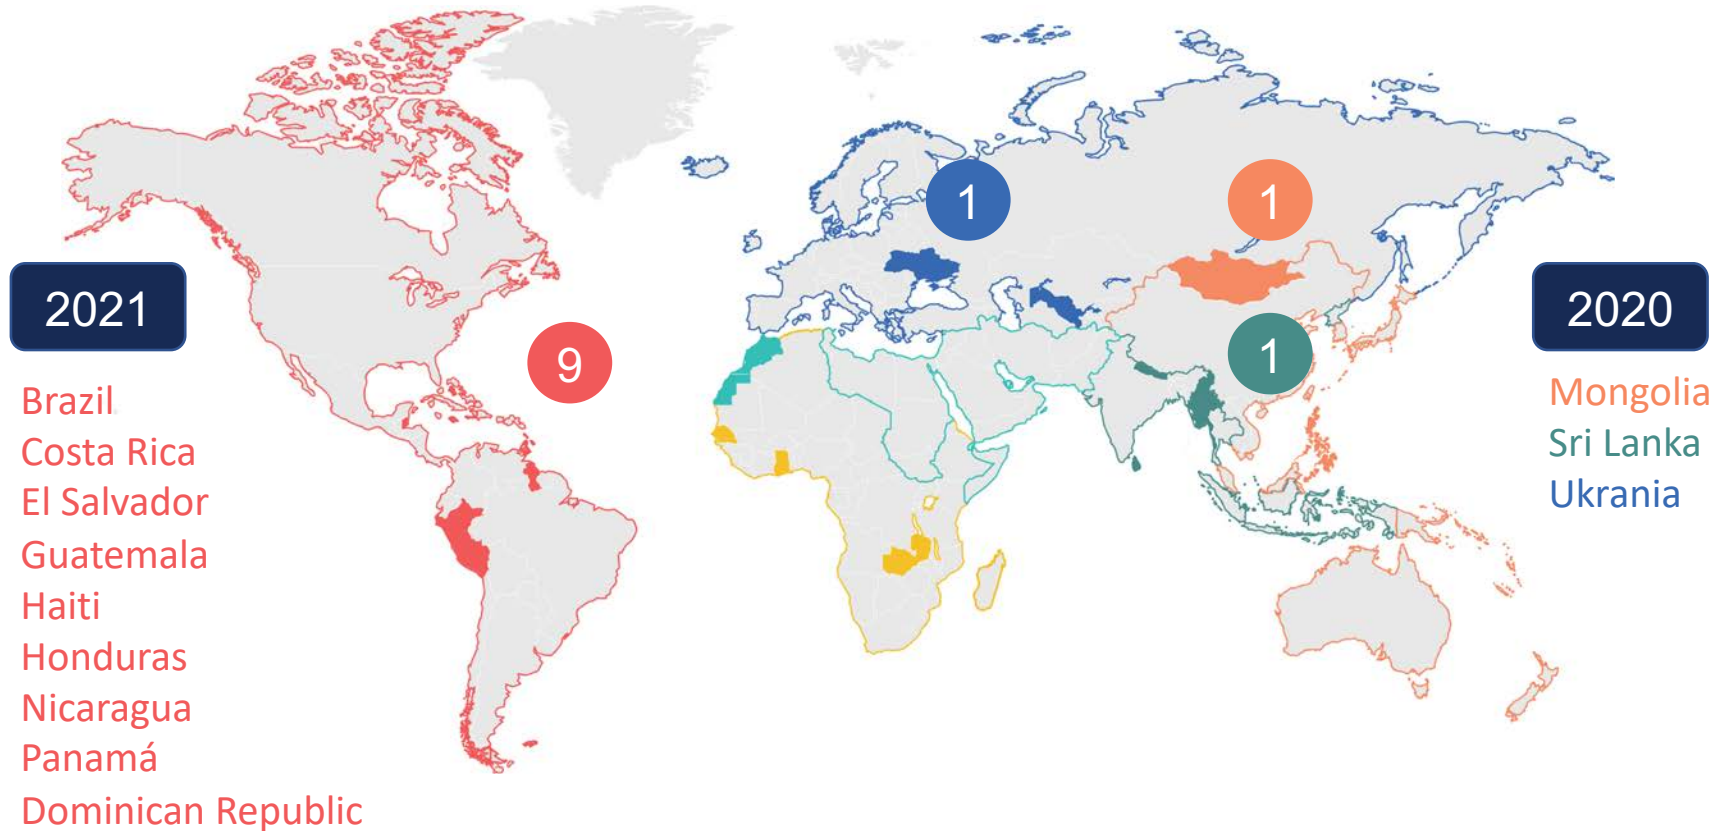 2021
Brazil
Costa Rica
El Salvador
Guatemala
Haiti
Honduras
Nicaragua
Panamá
Dominican Republic
9
1
1
1
2020
Mongolia
Sri Lanka
Ukrania